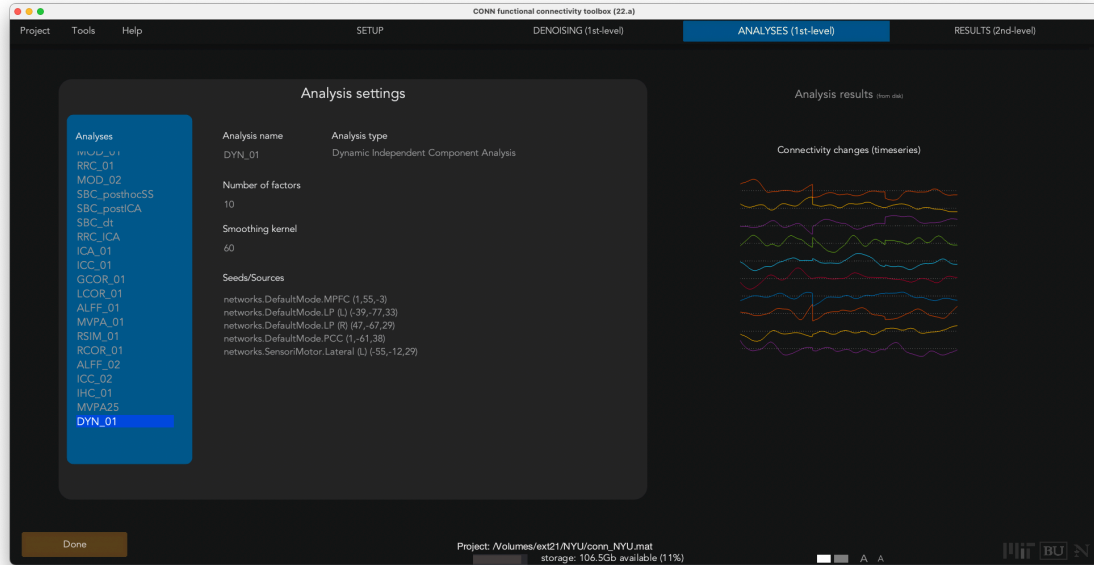 CONN functional connectivity toolbox (22.a)
Project Tools Help SETUP DENOISING (1st-level) ANALYSES (1st-level) RESULTS (2nd-level)
Analysis settings
Analyses
MOD_01
RRC_01
MOD_02
SBC_posthocSS
SBC_postICA
SBC_dt
RRC_ICA
ICA_01
ICC_01
GCOR_01
LCOR_01
ALFF_01
MVPA_01
RSIM_01
RCOR_01
ALFF_02
ICC_02
IHC_01
MVPA25
DYN_01
Analysis name Analysis type
DYN_01 Dynamic Independent Component Analysis
Number of factors
10
Smoothing kernel
60
Seeds/Sources
networks.DefaultMode.MPFC (1,55,-3)
networks.DefaultMode.LP (L) (-39,-77,33)
networks.DefaultMode.LP (R) (47,-67,29)
networks.DefaultMode.PCC (1,-61,38)
networks.SensoriMotor.Lateral (L) (-55,-12,29)
Analysis results (from disk)
Connectivity changes (timeseries)
Done
Project: /Volumes/ext21/NYU/conn_NYU.mat
storage: 106.5Gb available (11%)
A A
MIT BU N